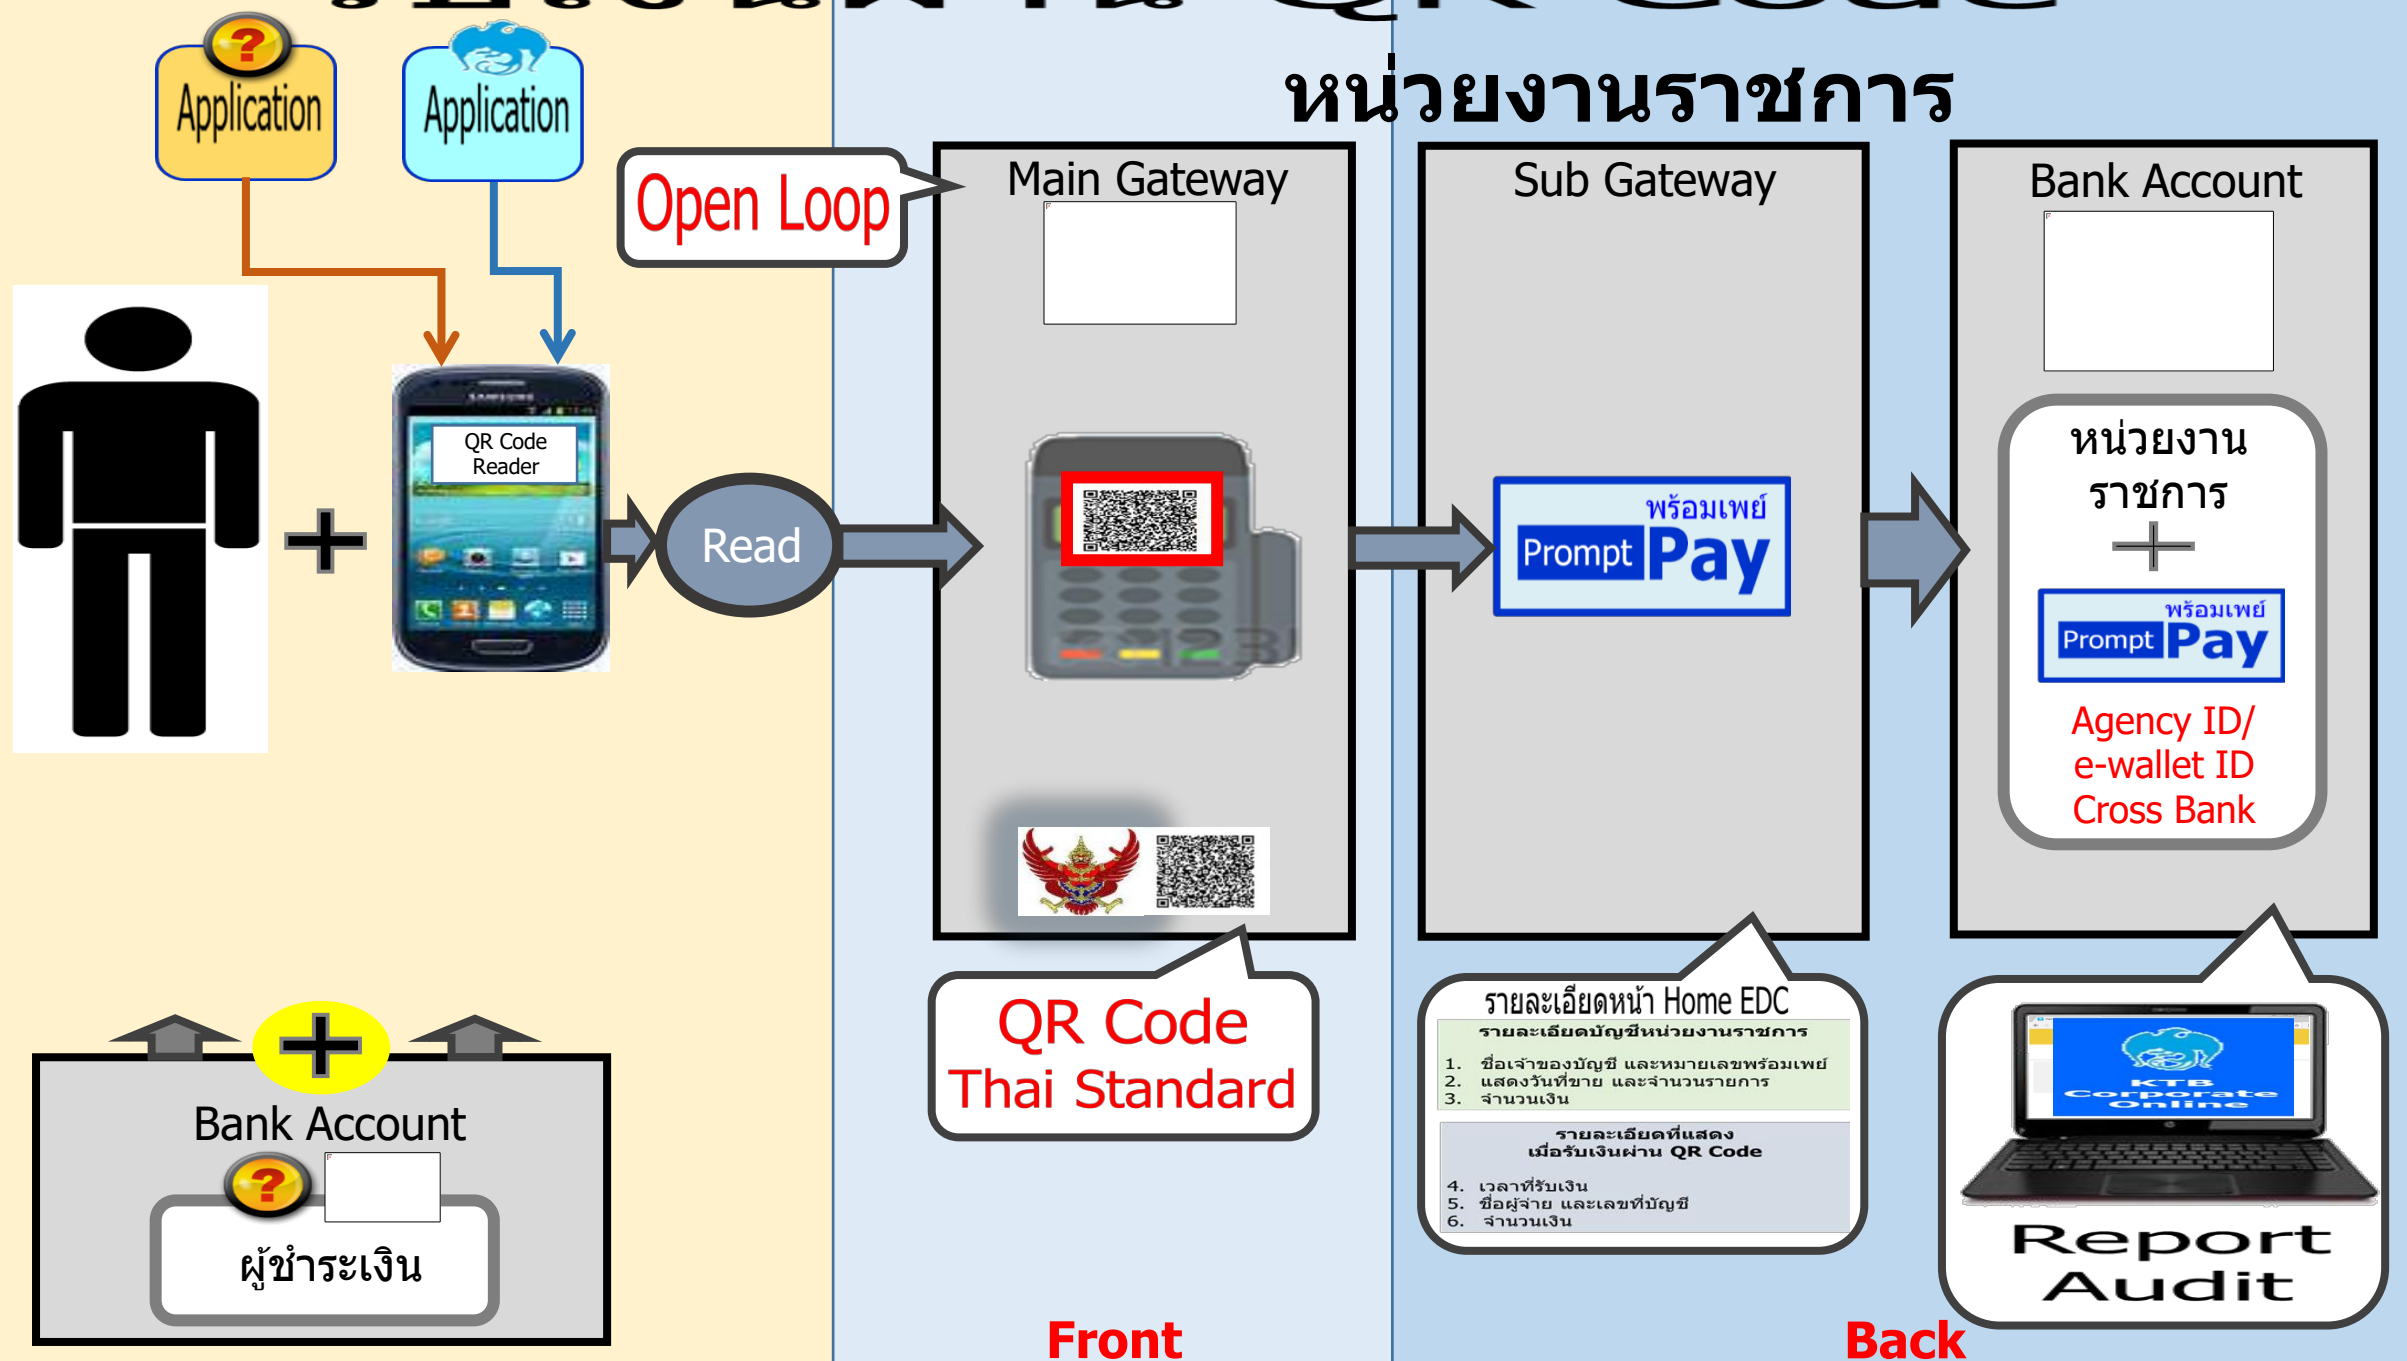 QR Code
หน่วยงานราชการ
?
Application
Application
Open Loop
Main Gateway
Sub Gateway
Bank Account
SAMSUNG
QR Code
Reader
Read
พร้อมเพย์
Prompt Pay
หน่วยงาน
ราชการ
พร้อมเพย์
Prompt Pay
Agency ID/
e-wallet ID
Cross Bank
QR Code
Thai Standard
รายละเอียดหน้า Home EDC
รายละเอียดบัญชีหน่วยงานราชการ
1. ชื่อเจ้าของบัญชี และหมายเลขพร้อมเพย์
2. แสดงวันที่ขาย และจำนวนรายการ
3. จำนวนเงิน
รายละเอียดที่แสดง
เมื่อรับเงินผ่าน QR Code
4. เวลาที่รับเงิน
5. ชื่อผู้จ่าย และเลขที่บัญชี
6. จำนวนเงิน
KTB
Corporate
Online
Report
Audit
Bank Account
?
ผู้ชำระเงิน
Front
Back